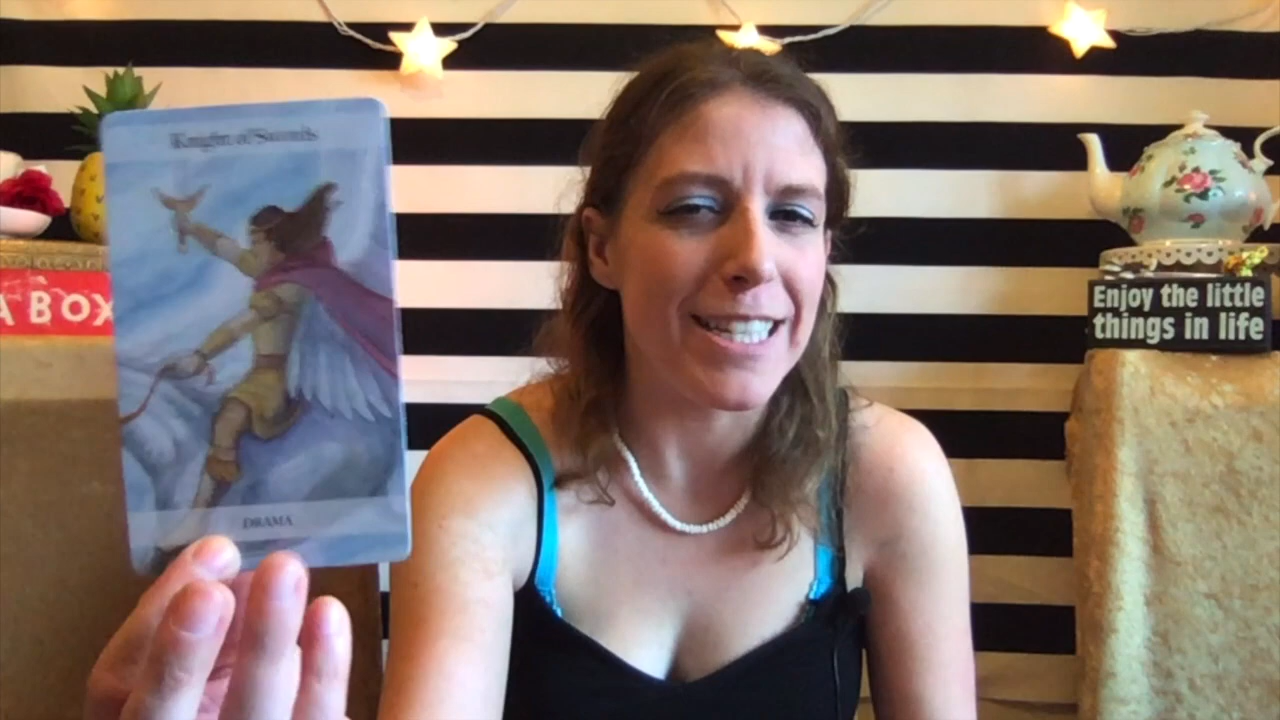 Knight of Swords
DRAMA
A BOX
Enjoy the little
things in life